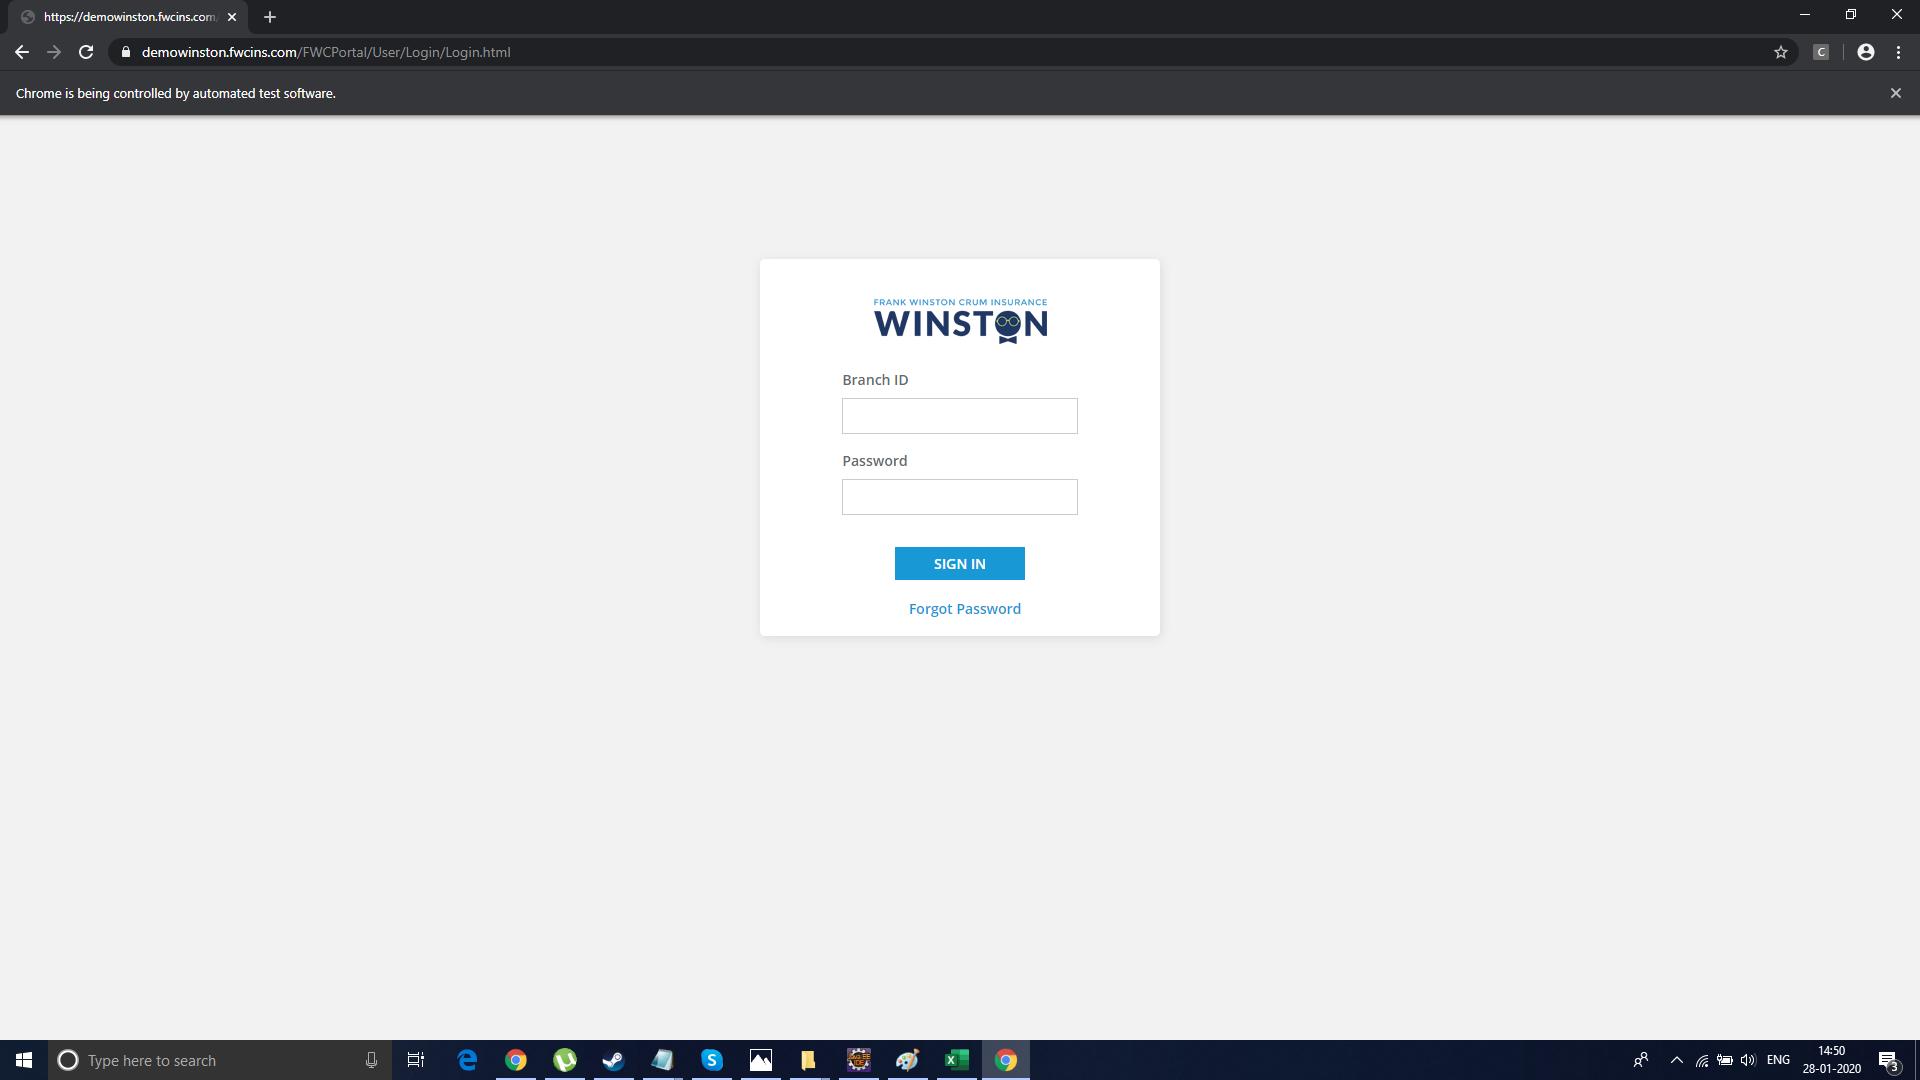 https://demowinston.fwcins.com/
demowinston.fwcins.com/FWCPortal/User/Login/Login.html
C
Chrome is being controlled by automated test software.
FRANK WINSTON CRUM INSURANCE
WINSTON
Branch ID
Password
SIGN IN
Forgot Password
Type here to search
ENG
14:50
28-01-2020
3